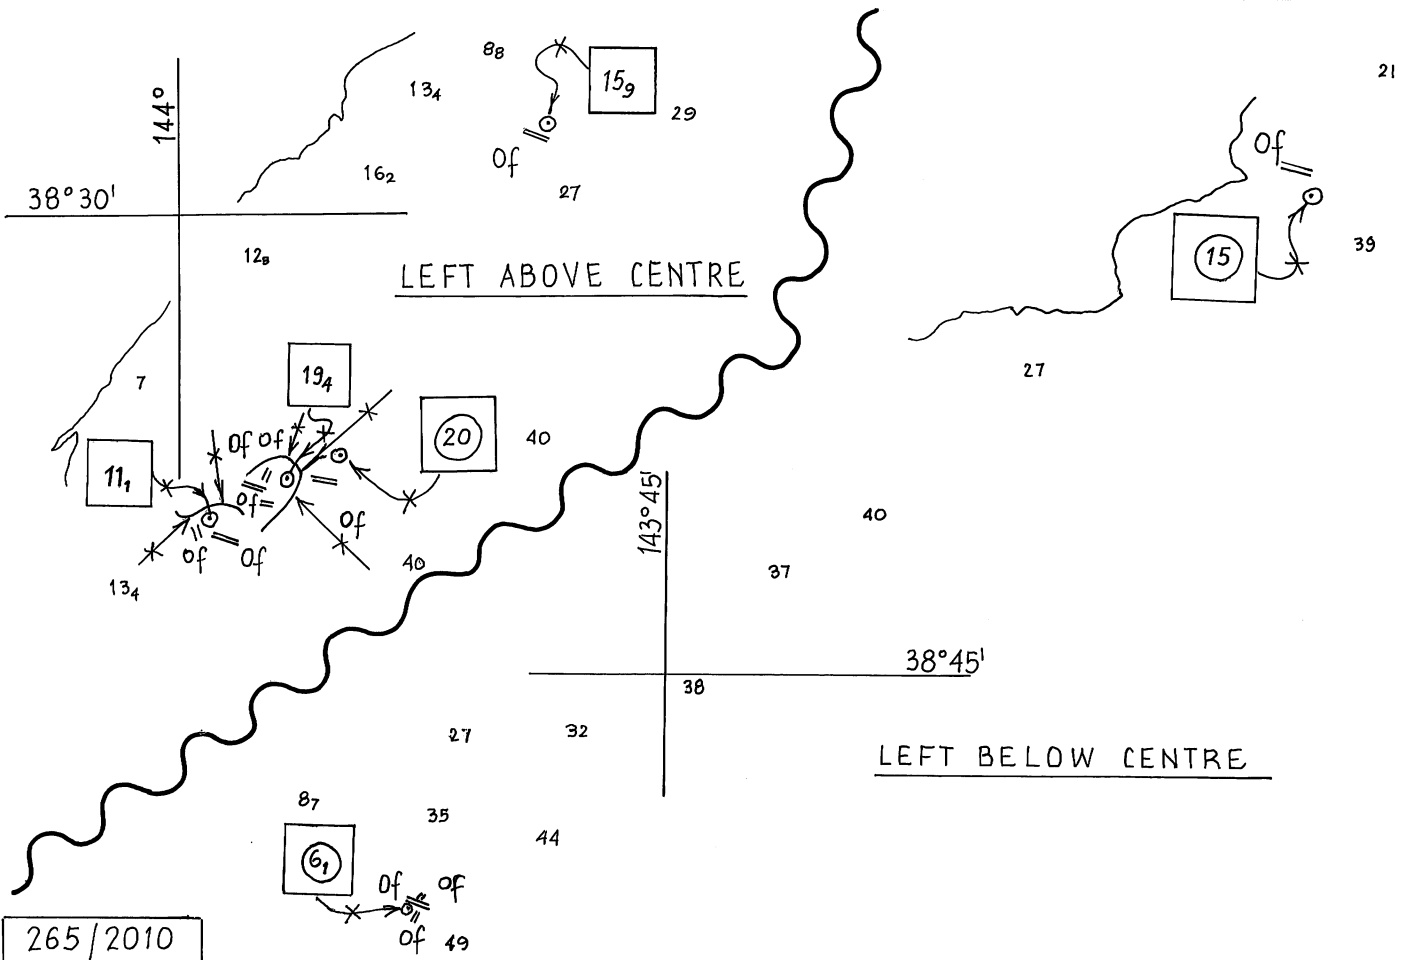 21
8₈
13₄
15₉
29
144°
Of
Of
16₂
38°30'
27
12₈
39
15
LEFT ABOVE CENTRE
27
7
19₄
20
40
Of
Of
11₁
Of
Of
40
143°45'
Of
Of
40
37
13₄
38°45'
38
27
32
LEFT BELOW CENTRE
8₇
35
44
6₁
Of
Of
Of
49
265/2010